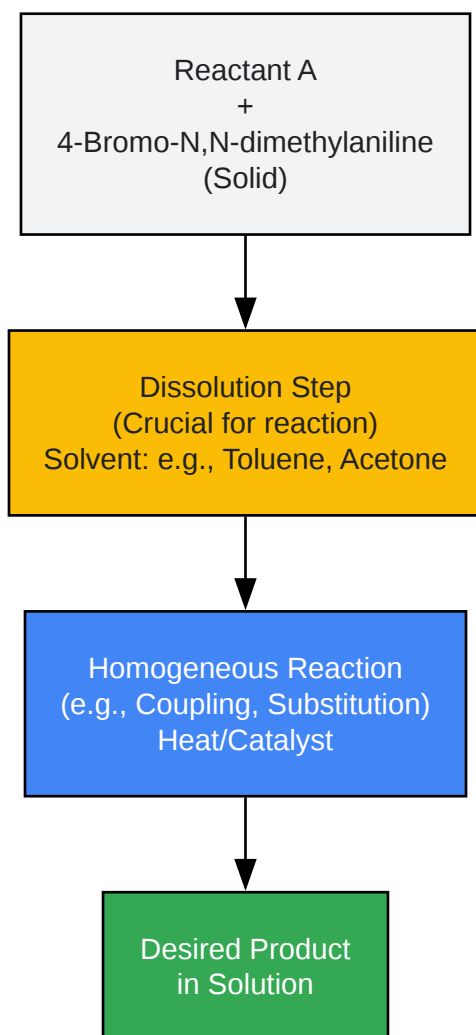 Reactant A
+
4-Bromo-N,N-dimethylaniline
(Solid)
Dissolution Step
(Crucial for reaction)
Solvent: e.g., Toluene, Acetone
Homogeneous Reaction
(e.g., Coupling, Substitution)
Heat/Catalyst
Desired Product
in Solution